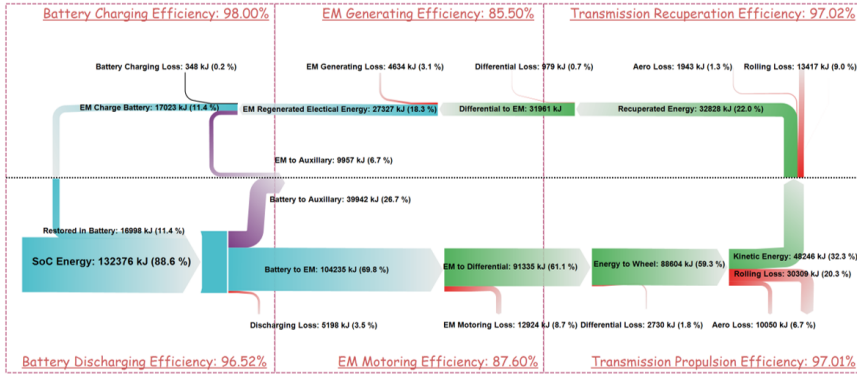 Battery Charging Efficiency: 98.00%
EM Generating Efficiency: 85.50%
Transmission Recuperation Efficiency: 97.02%
Battery Charging Loss: 348 kJ (0.2 %)
EM Generating Loss: 4634 kJ (3.1 %)
Differential Loss: 979 kJ (0.7 %)
Aero Loss: 1943 kJ (1.3 %)
Rolling Loss: 13417 kJ (9.0 %)
EM Charge Battery: 17023 kJ (11.4 %)
EM Regenerated Electical Energy: 27327 kJ (18.3 %)
Differential to EM: 31961 kJ
Recuperated Energy: 32828 kJ (22.0 %)
EM to Auxillary: 9957 kJ (6.7 %)
Battery to Auxillary: 39942 kJ (26.7 %)
Restored in Battery: 16998 kJ (11.4 %)
SoC Energy: 132376 kJ (88.6 %)
Battery to EM: 104235 kJ (69.8 %)
EM to Differential: 91335 kJ (61.1 %)
Energy to Wheel: 88604 kJ (59.3 %)
Kinetic Energy: 48246 kJ (32.3 %)
Rolling Loss: 30309 kJ (20.3 %)
Discharging Loss: 5198 kJ (3.5 %)
EM Motoring Loss: 12924 kJ (8.7 %)
Differential Loss: 2730 kJ (1.8 %)
Aero Loss: 10050 kJ (6.7 %)
Battery Discharging Efficiency: 96.52%
EM Motoring Efficiency: 87.60%
Transmission Propulsion Efficiency: 97.01%